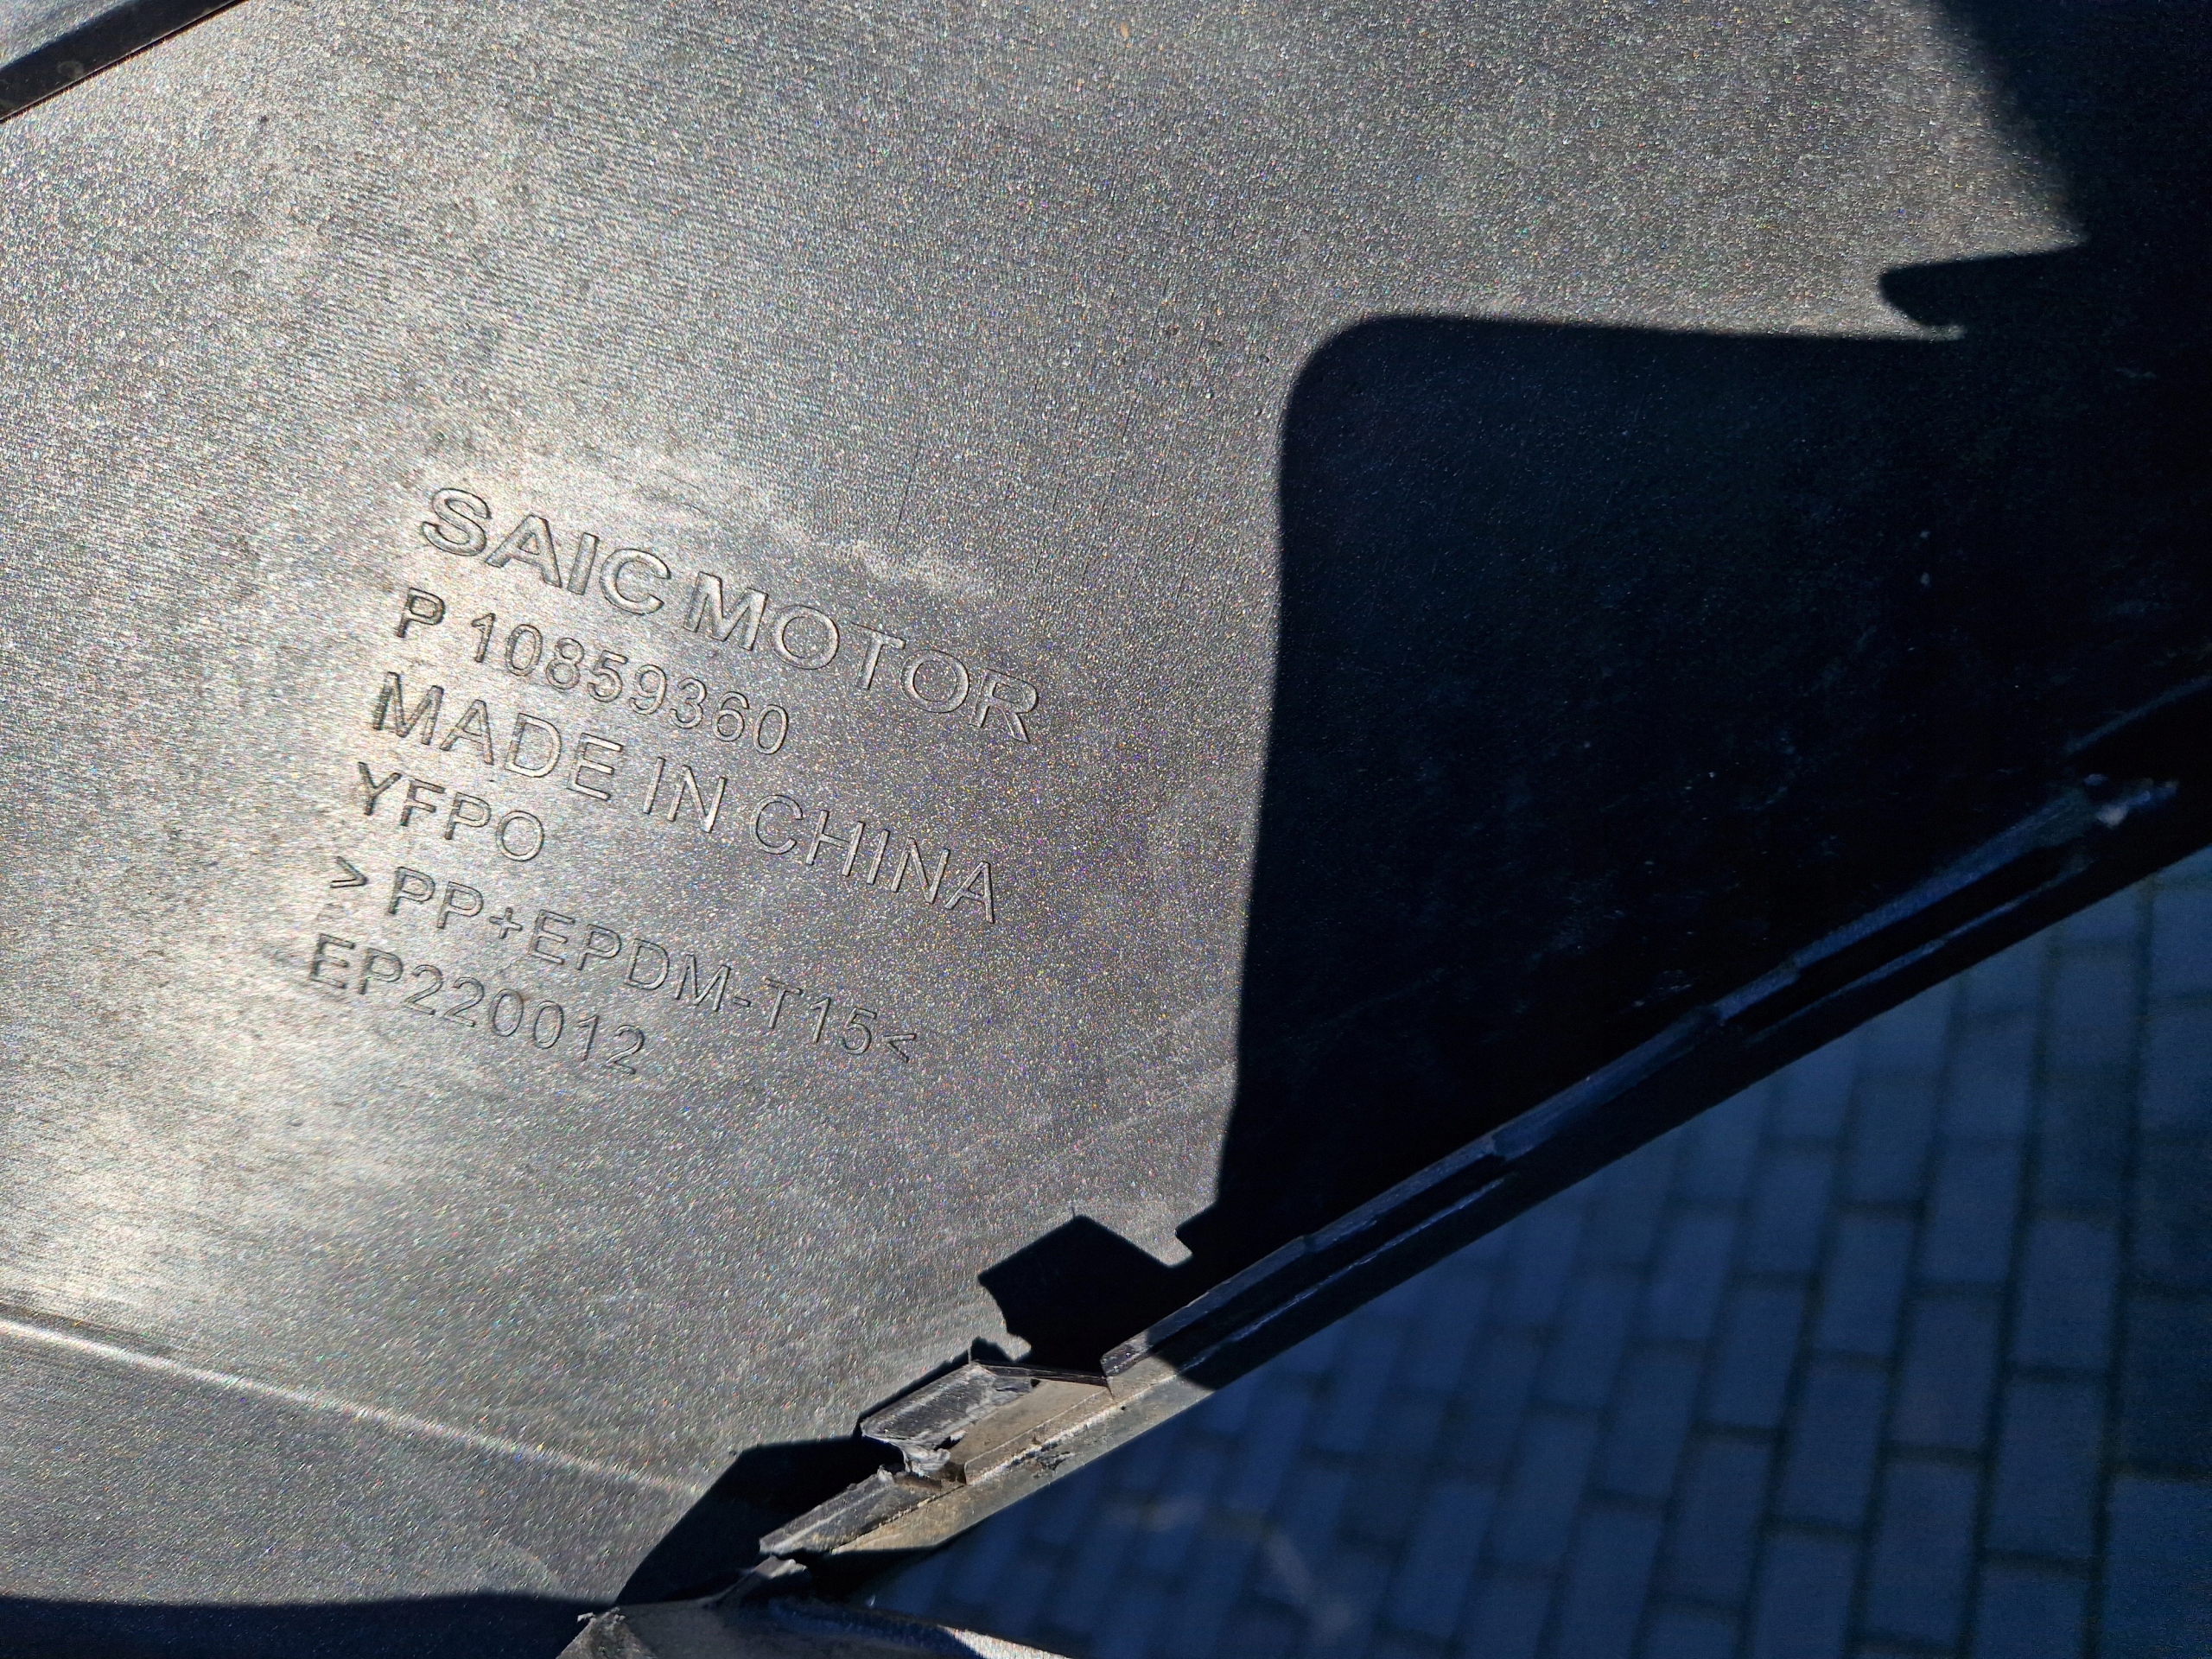 SAIC MOTOR
P 10859360
MADE IN CHINA
YFPO
> PP+EPDM-T15<
EP220012